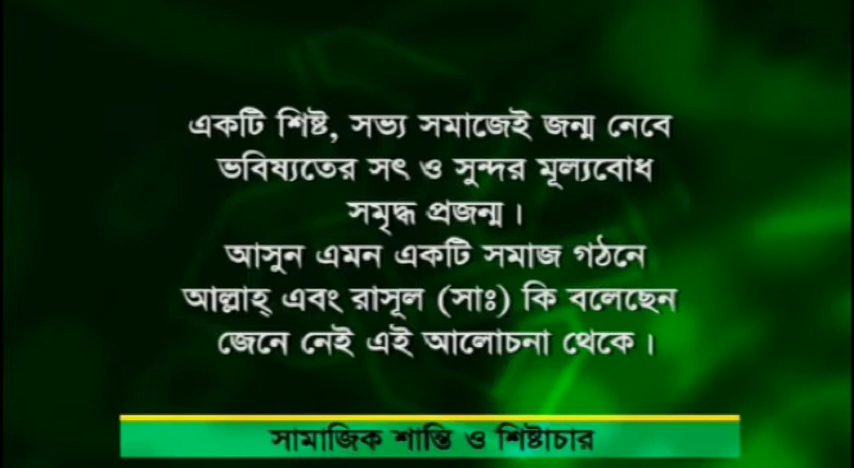 একটি শিষ্ট, সভ্য সমাজেই জন্ম নেবে
ভবিষ্যতের সৎ ও সুন্দর মূল্যবোধ
সমৃদ্ধ প্রজন্ম।
আসুন এমন একটি সমাজ গঠনে
আল্লাহ্ এবং রাসূল (সাঃ) কি বলেছেন
জেনে নেই এই আলোচনা থেকে।
সামাজিক শান্তি ও শিষ্টাচার